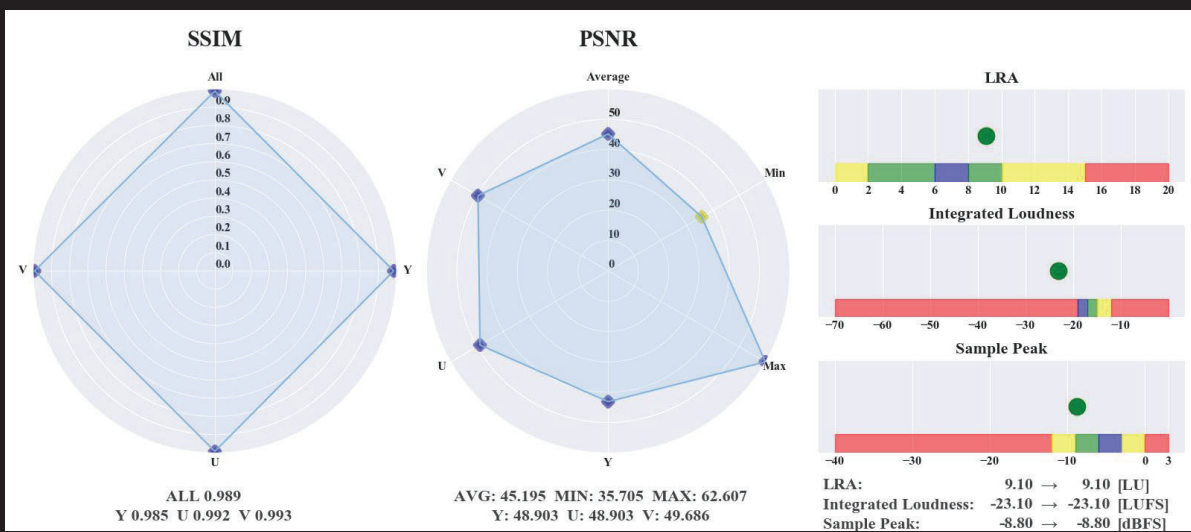 SSIM
All
0.9
0.8
0.7
0.6
0.5
0.4
0.3
0.2
0.1
0.0
V
Y
U
ALL 0.989
Y 0.985 U 0.992 V 0.993
PSNR
Average
50
40
30
20
10
0
V
Min
U
Max
Y
AVG: 45.195 MIN: 35.705 MAX: 62.607
Y: 48.903 U: 48.903 V: 49.686
LRA
0 2 4 6 8 10 12 14 16 18 20
Integrated Loudness
−70 −60 −50 −40 −30 −20 −10
Sample Peak
−40 −30 −20 −10 0 3
LRA: 9.10 → 9.10 [LU]
Integrated Loudness: -23.10 → -23.10 [LUFS]
Sample Peak: -8.80 → -8.80 [dBFS]